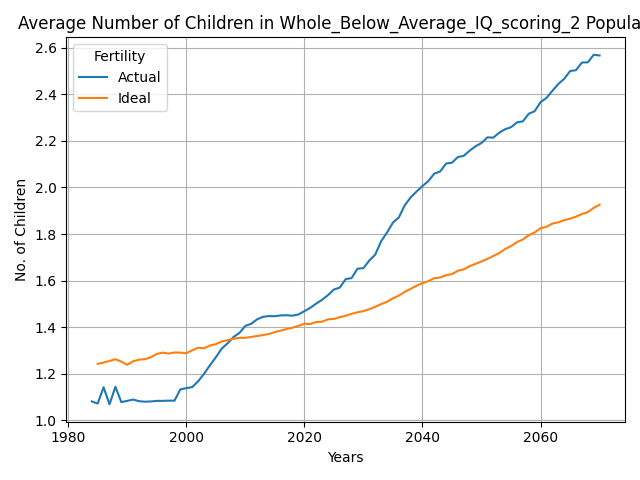 Average Number of Children in Whole_Below_Average_IQ_scoring_2 Popula
Fertility
Actual
Ideal
No. of Children
2.6
2.4
2.2
2.0
1.8
1.6
1.4
1.2
1.0
1980
2000
2020
2040
2060
Years